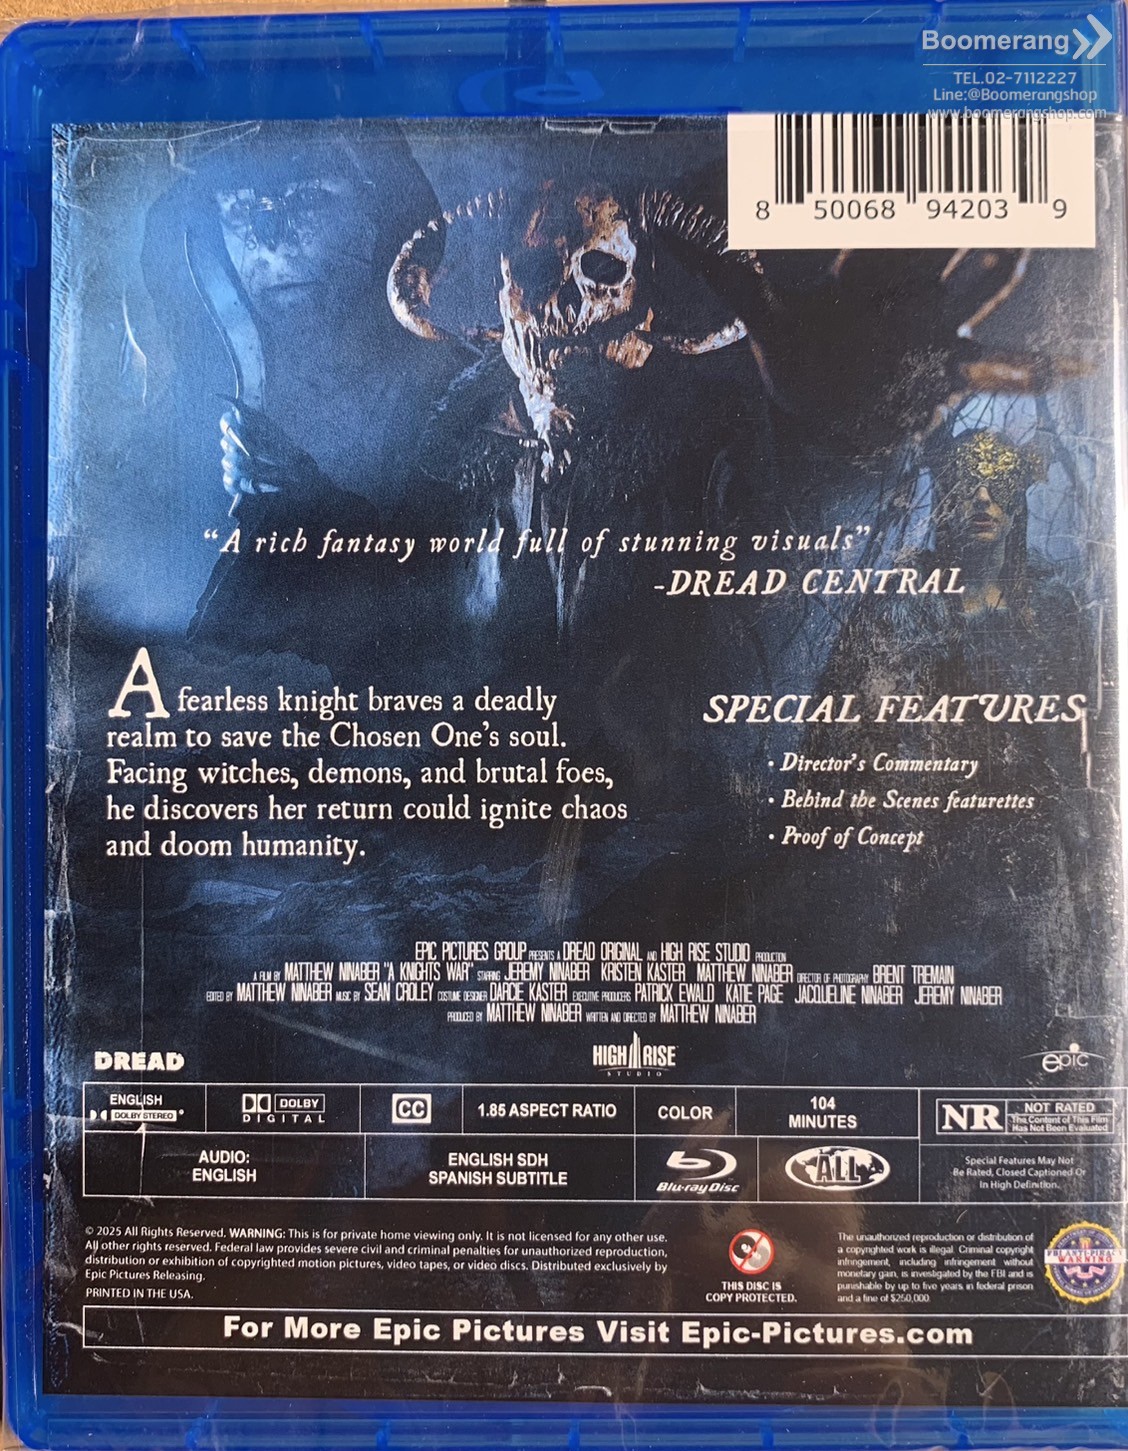 Boomerang
TEL.02-7112227
Line:@Boomerangshop
www.boomerangshop.com
8 50068 94203 9
“A rich fantasy world full of stunning visuals”
-DREAD CENTRAL
A fearless knight braves a deadly
realm to save the Chosen One’s soul.
Facing witches, demons, and brutal foes,
he discovers her return could ignite chaos
and doom humanity.
SPECIAL FEATURES
• Director’s Commentary
• Behind the Scenes featurettes
• Proof of Concept
EPIC PICTURES GROUP PRESENTS A DREAD ORIGINAL AND HIGH RISE STUDIO PRODUCTION
A FILM BY MATTHEW NINABER "A KNIGHTS WAR" STARRING JEREMY NINABER KRISTEN KASTER MATTHEW NINABER DIRECTOR OF PHOTOGRAPHY BRENT TREMAIN
EDITED BY MATTHEW NINABER MUSIC BY SEAN CROLEY COSTUME DESIGNER DARCIE KASTER EXECUTIVE PRODUCERS PATRICK EWALD KATIE PAGE JACQUELINE NINABER JEREMY NINABER
PRODUCED BY MATTHEW NINABER WRITTEN AND DIRECTED BY MATTHEW NINABER
DREAD
HIGH RISE
STUDIO
epic
ENGLISH
DOLBY STEREO
DOLBY
DIGITAL
CC
1.85 ASPECT RATIO
COLOR
104
MINUTES
NR
NOT RATED
The Content of This Film
Has Not Been Evaluated
AUDIO:
ENGLISH
ENGLISH SDH
SPANISH SUBTITLE
Blu-ray Disc
ALL
Special Features May Not
Be Rated, Closed Captioned Or
In High Definition.
© 2025 All Rights Reserved. WARNING: This is for private home viewing only. It is not licensed for any other use.
All other rights reserved. Federal law provides severe civil and criminal penalties for unauthorized reproduction,
distribution or exhibition of copyrighted motion pictures, video tapes, or video discs. Distributed exclusively by
Epic Pictures Releasing.
PRINTED IN THE USA.
THIS DISC IS
COPY PROTECTED.
The unauthorized reproduction or distribution of
a copyrighted work is illegal. Criminal copyright
infringement, including infringement without
monetary gain, is investigated by the FBI and is
punishable by up to five years in federal prison
and a fine of $250,000.
FBI ANTI-PIRACY
WARNING
For More Epic Pictures Visit Epic-Pictures.com